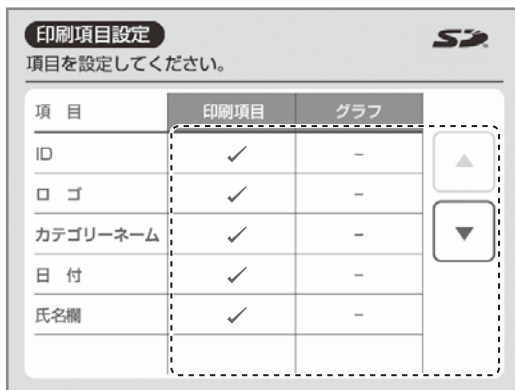 印刷項目設定
SD
項目を設定してください。
項 目 印刷項目 グラフ
ID ✓ －
ロ ゴ ✓ －
カテゴリーネーム ✓ －
日 付 ✓ －
氏名欄 ✓ －